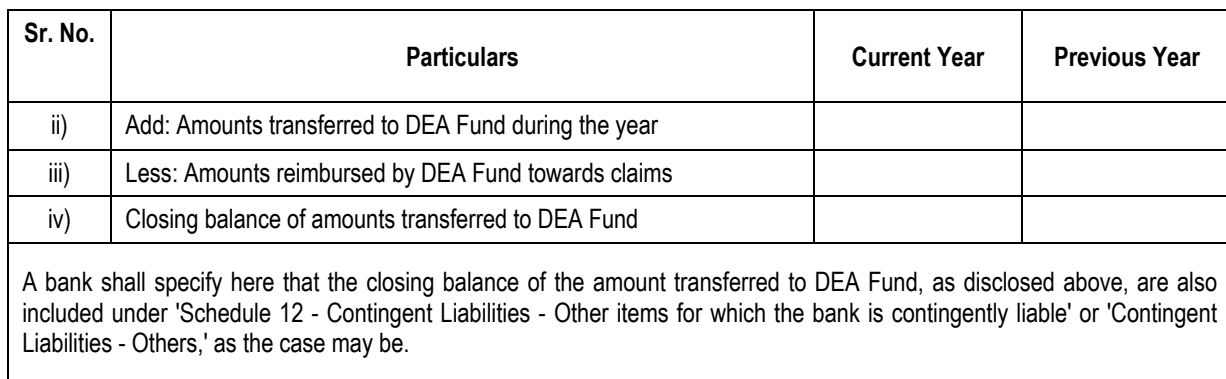 Sr. No. Particulars Current Year Previous Year
ii) Add: Amounts transferred to DEA Fund during the year
iii) Less: Amounts reimbursed by DEA Fund towards claims
iv) Closing balance of amounts transferred to DEA Fund
A bank shall specify here that the closing balance of the amount transferred to DEA Fund, as disclosed above, are also
included under 'Schedule 12 - Contingent Liabilities - Other items for which the bank is contingently liable' or 'Contingent
Liabilities - Others,' as the case may be.